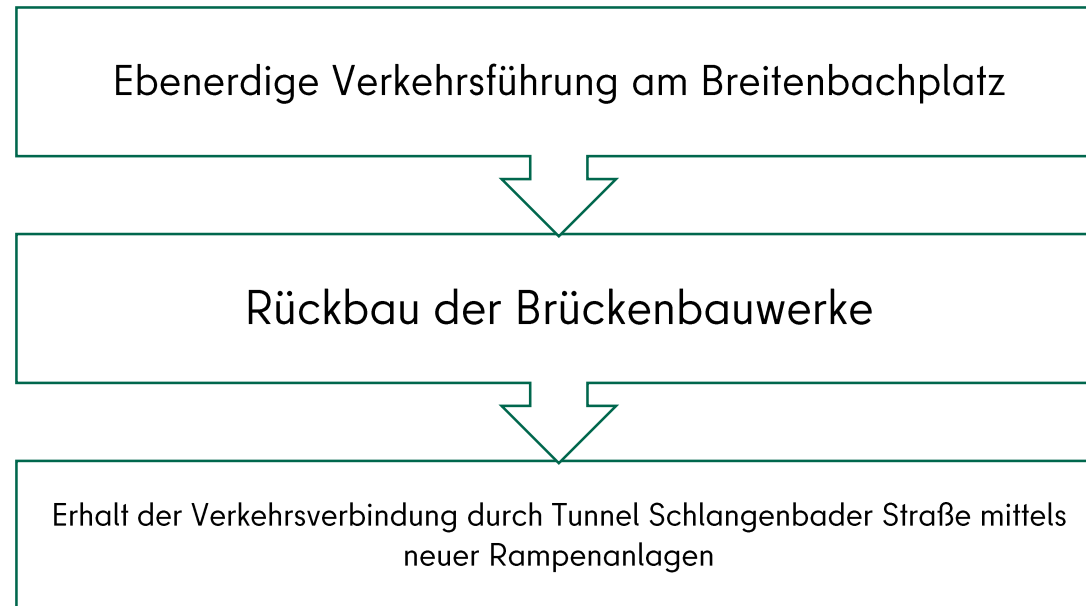 Ebenerdige Verkehrsführung am Breitenbachplatz
Rückbau der Brückenbauwerke
Erhalt der Verkehrsverbindung durch Tunnel Schlangenbader Straße mittels
neuer Rampenanlagen